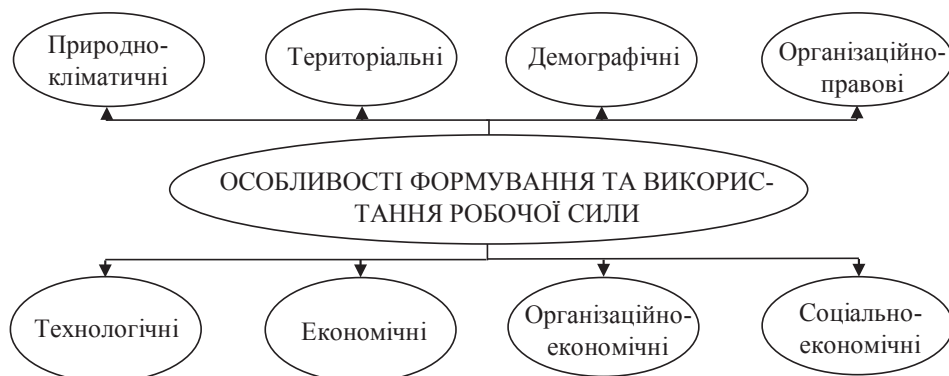 Природно-
кліматичні
Територіальні
Демографічні
Організаційно-
правові
ОСОБЛИВОСТІ ФОРМУВАННЯ ТА ВИКОРИС-
ТАННЯ РОБОЧОЇ СИЛИ
Технологічні
Економічні
Організаційно-
економічні
Соціально-
економічні